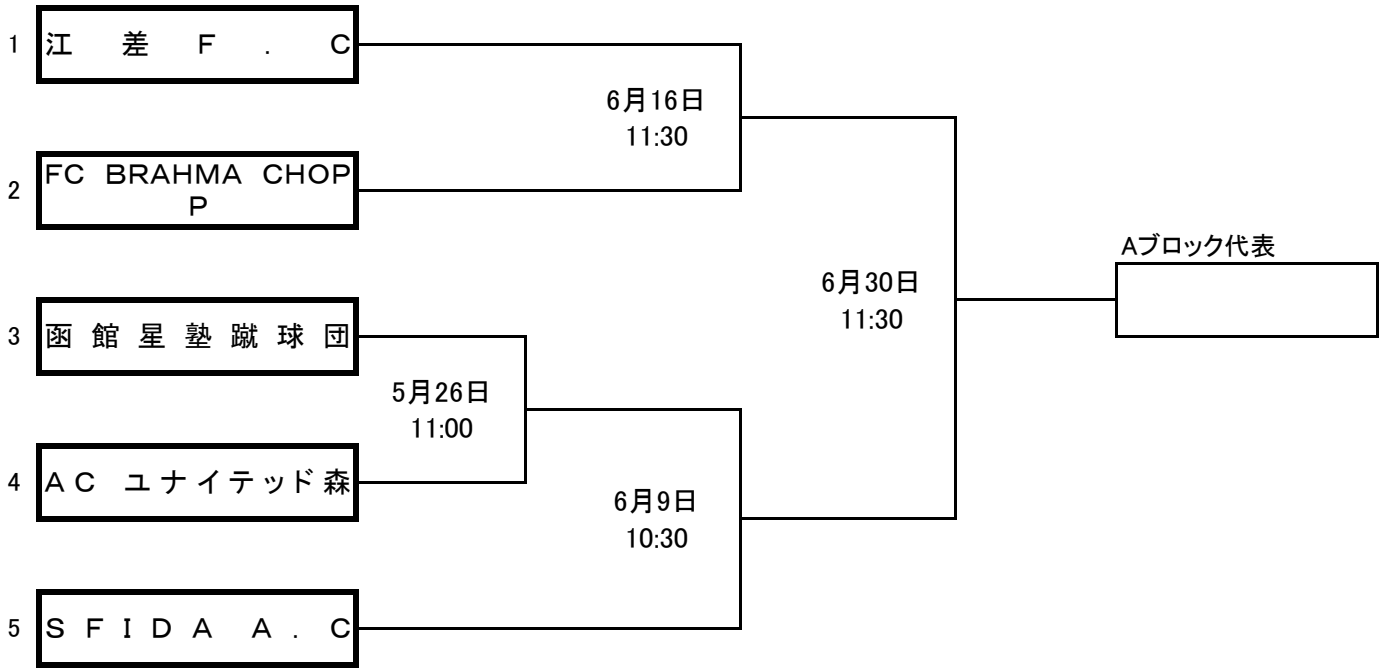 1 江差F.C
6月16日
11:30
2 FC BRAHMA CHOP
P
Aブロック代表
6月30日
11:30
3 函館星塾蹴球団
5月26日
11:00
4 AC ユナイテッド森
6月9日
10:30
5 SFIDA A.C